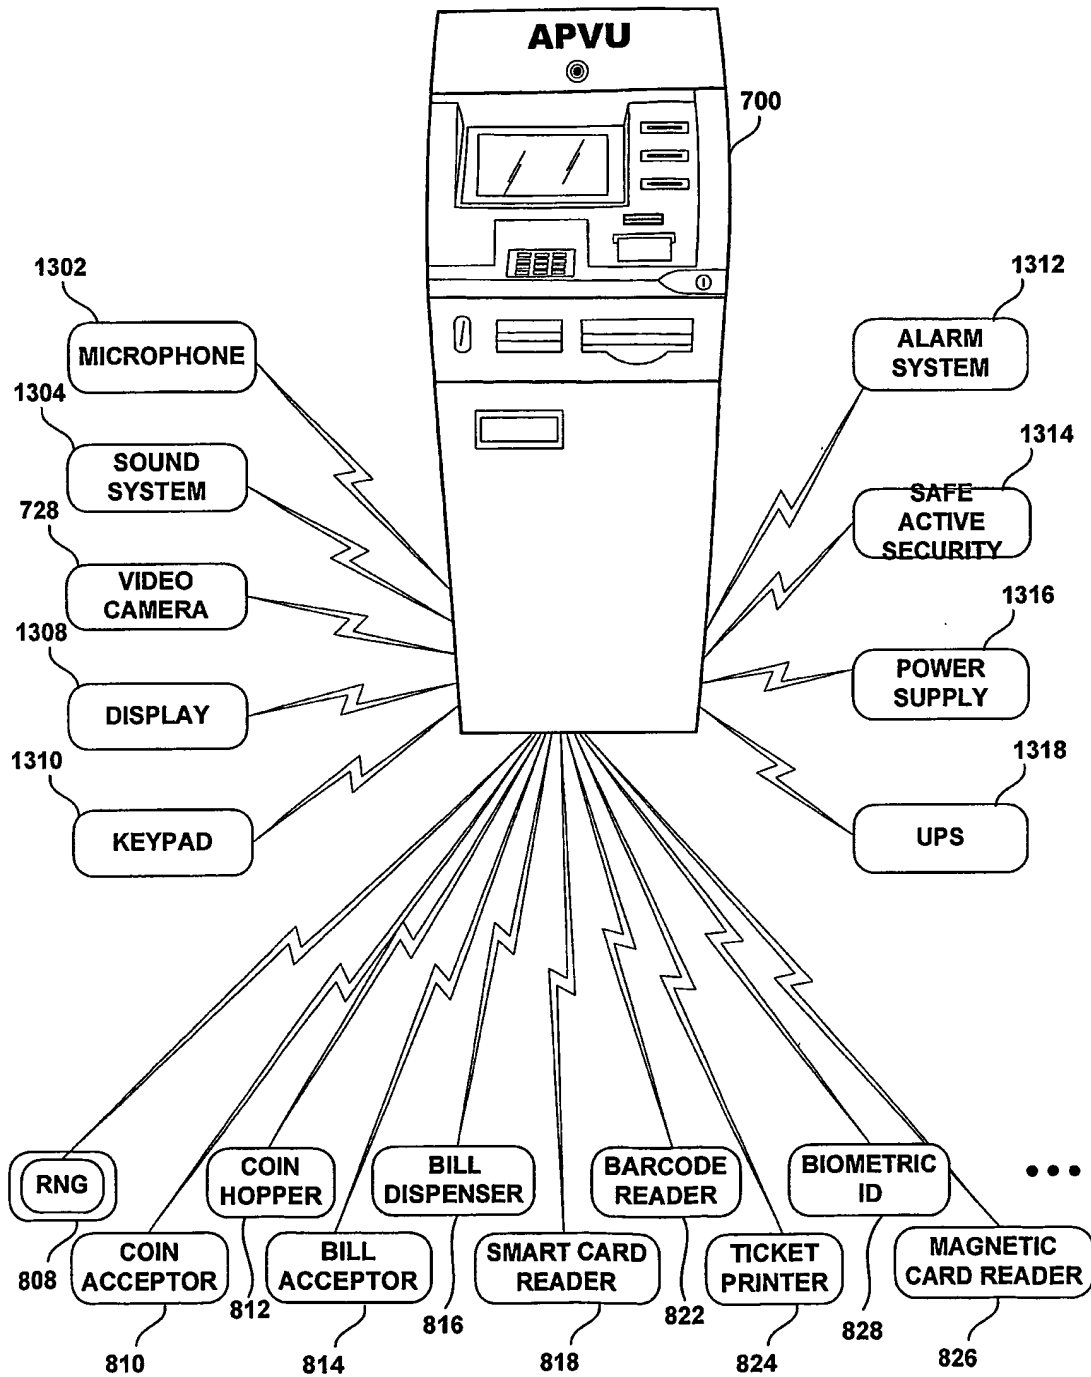 APVU
700
1302
MICROPHONE
1304
SOUND
SYSTEM
728
VIDEO
CAMERA
1308
DISPLAY
1310
KEYPAD
1312
ALARM
SYSTEM
1314
SAFE
ACTIVE
SECURITY
1316
POWER
SUPPLY
1318
UPS
RNG
808
COIN
ACCEPTOR
810
COIN
HOPPER
812
BILL
ACCEPTOR
814
BILL
DISPENSER
816
SMART CARD
READER
818
BARCODE
READER
822
TICKET
PRINTER
824
BIOMETRIC
ID
828
MAGNETIC
CARD READER
826
•••